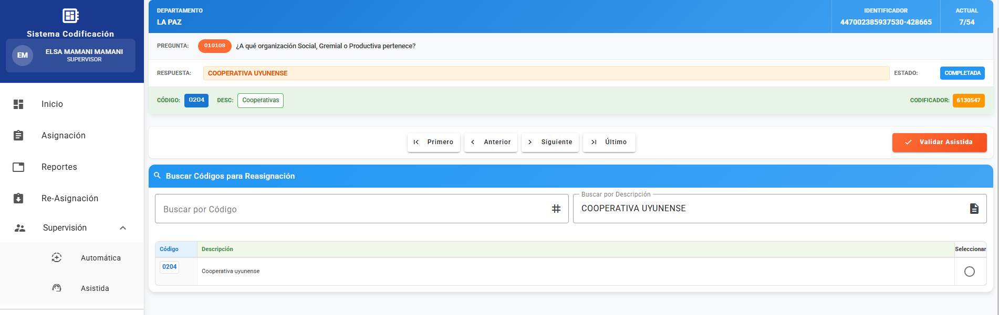 Sistema Codificación
EM
ELSA MAMANI MAMANI
SUPERVISOR
Inicio
Asignación
Reportes
Re-Asignación
Supervisión
Automática
Asistida
DEPARTAMENTO
LA PAZ
IDENTIFICADOR
447002385937530-428665
ACTUAL
7/54
PREGUNTA: 010108 ¿A qué organización Social, Gremial o Productiva pertenece?
RESPUESTA: COOPERATIVA UYUNENSE ESTADO: COMPLETADA
CÓDIGO: 0204 DESC: Cooperativas CODIFICADOR: 6130547
Primero Anterior Siguiente Último Validar Asistida
Buscar Códigos para Reasignación
Buscar por Código
Buscar por Descripción
COOPERATIVA UYUNENSE
Código Descripción Seleccionar
0204 Cooperativa uyunense